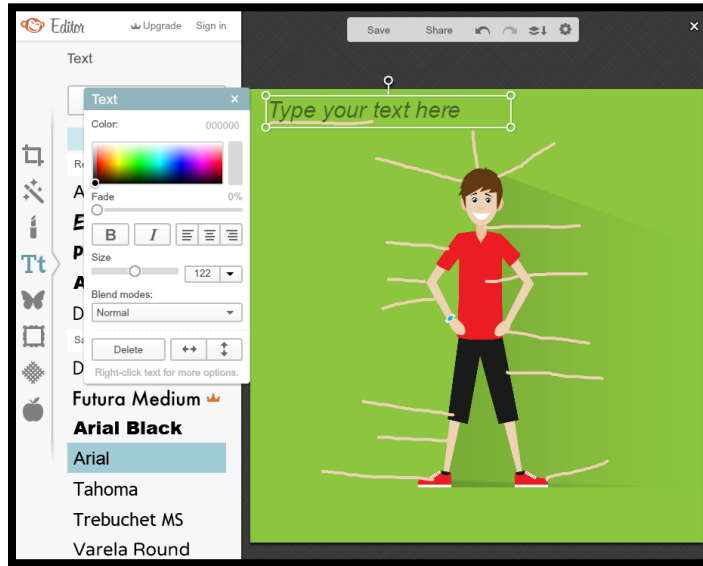 Editor
Upgrade
Sign in
Save
Share
Text
Text
x
Color:
000000
Fade
0%
B
I
Size
122
Blend modes:
Normal
Delete
Right-click text for more options.
Tt
Futura Medium
Arial Black
Arial
Tahoma
Trebuchet MS
Varela Round
Type your text here